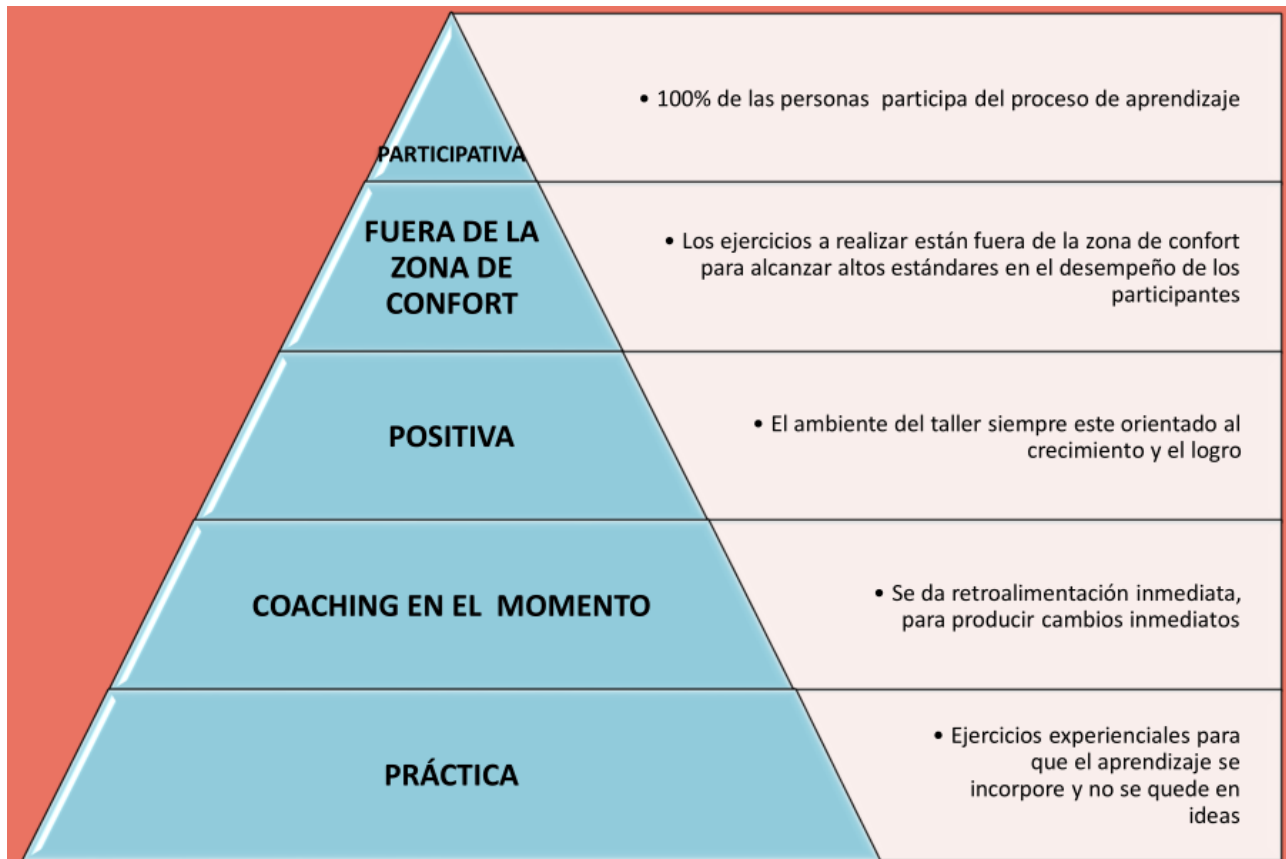 • 100% de las personas  participa del proceso de aprendizaje
PARTICIPATIVA
FUERA DE LA
ZONA DE
CONFORT
• Los ejercicios a realizar están fuera de la zona de confort
para alcanzar altos estándares en el desempeño de los
participantes
POSITIVA
• El ambiente del taller siempre este orientado al
crecimiento y el logro
COACHING EN EL  MOMENTO
• Se da retroalimentación inmediata,
para producir cambios inmediatos
PRÁCTICA
• Ejercicios experienciales para
que el aprendizaje se
incorpore y no se quede en
ideas